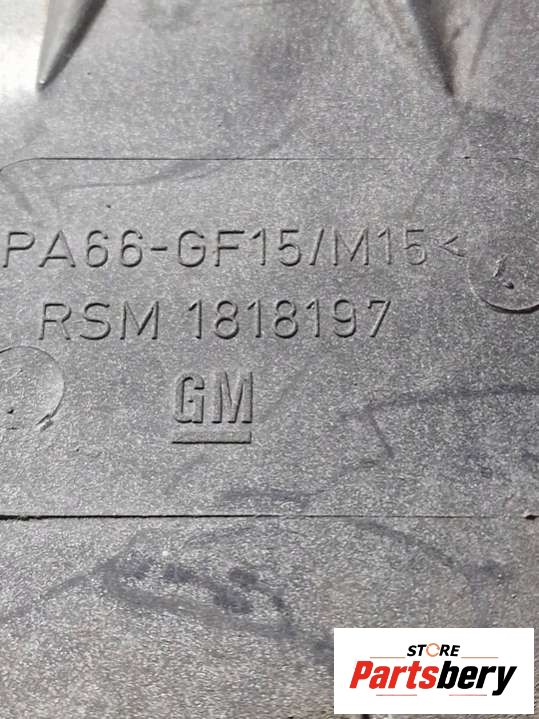 PA66-GF15/M15<
RSM 1818197
GM
STORE
Partsbery